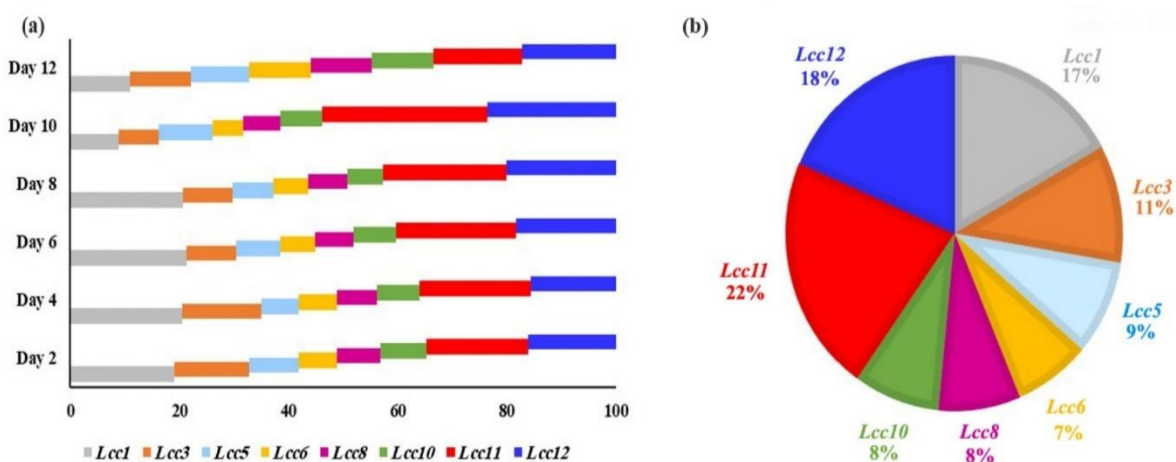 (a)
Day 12
Day 10
Day 8
Day 6
Day 4
Day 2
0 20 40 60 80 100
Lcc1 Lcc3 Lcc5 Lcc6 Lcc8 Lcc10 Lcc11 Lcc12
(b)
Lcc12
18%
Lcc1
17%
Lcc3
11%
Lcc11
22%
Lcc5
9%
Lcc6
7%
Lcc10
8%
Lcc8
8%